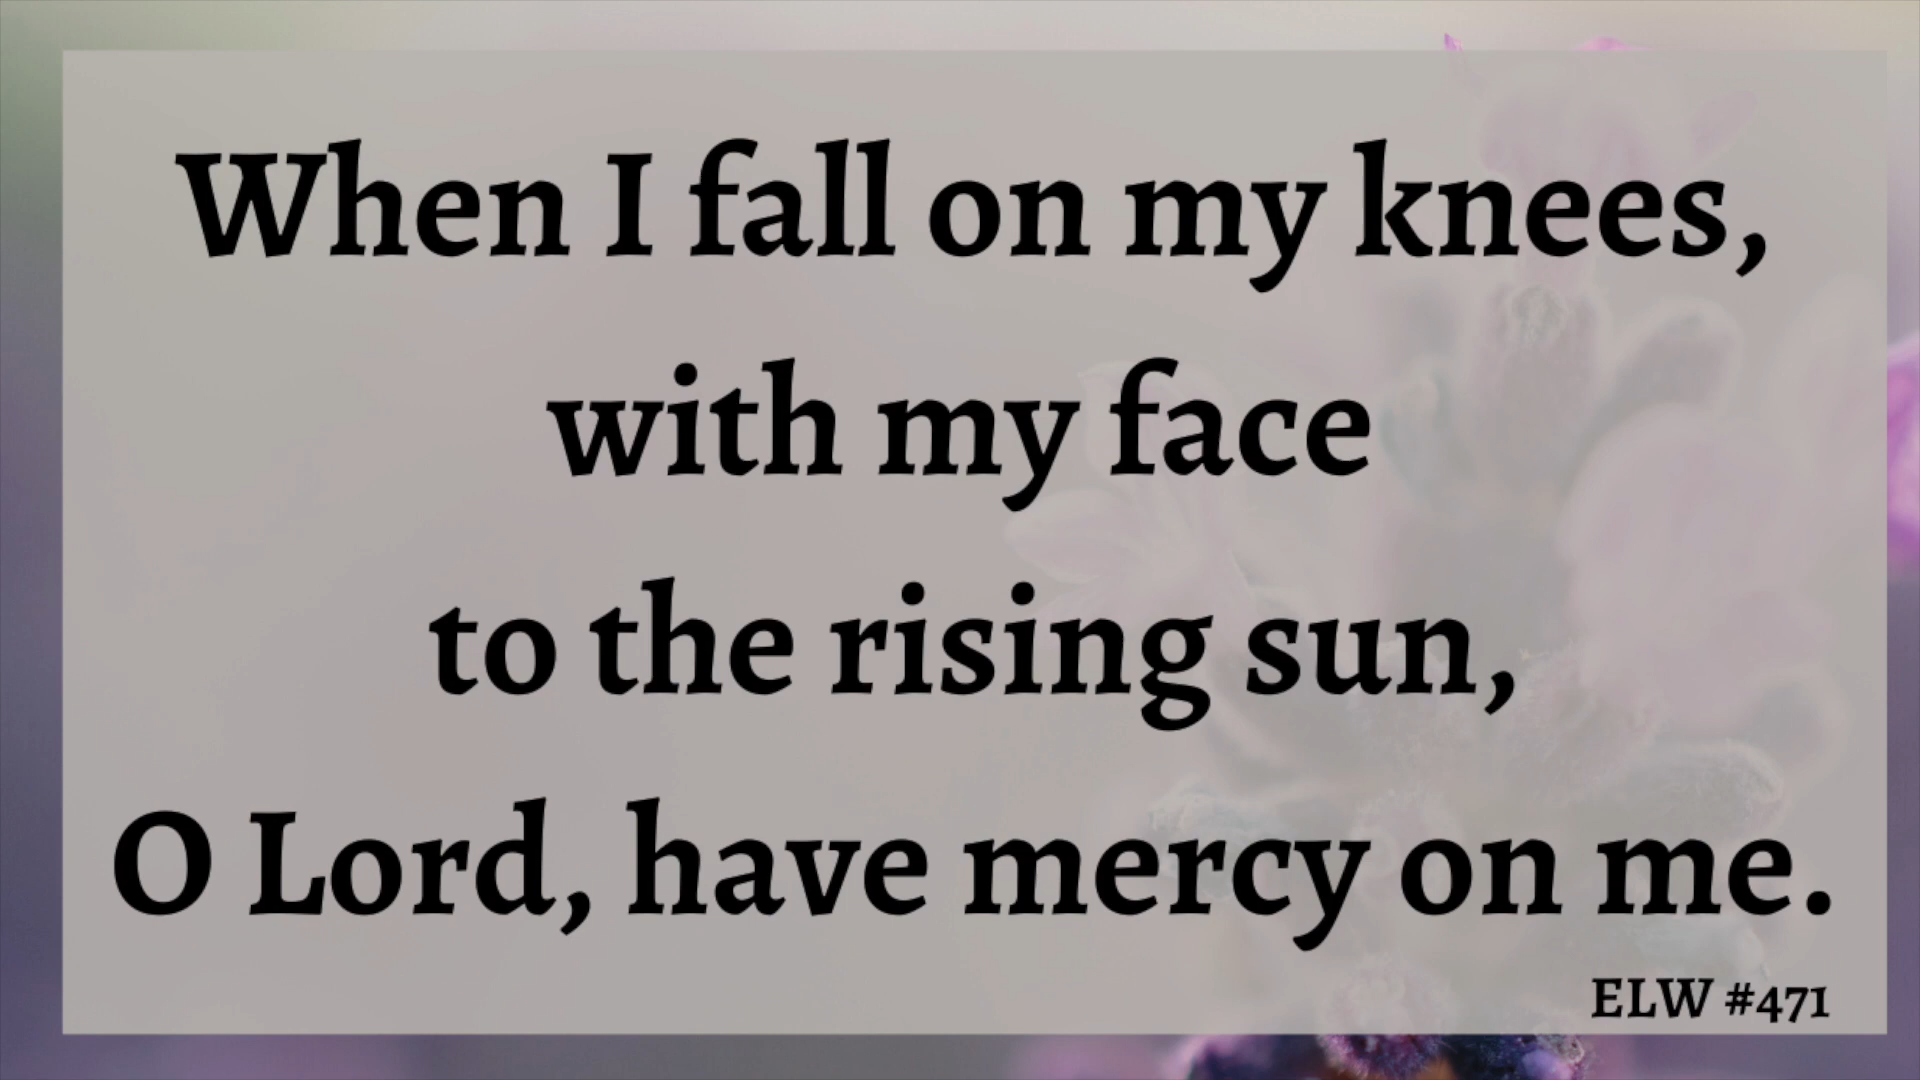 When I fall on my knees,
with my face
to the rising sun,
O Lord, have mercy on me.
ELW #471